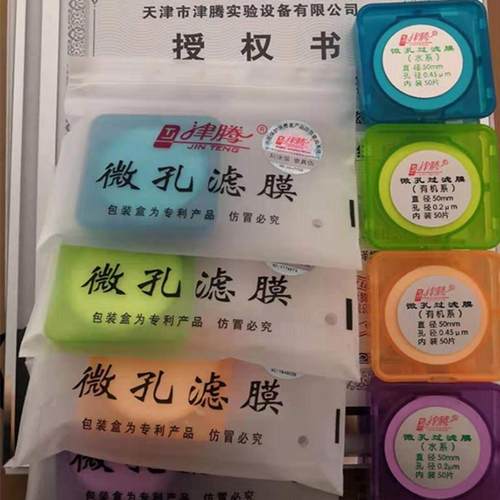 天津市津腾实验设备有限公司
授权书
津腾®
JIN TENG
微孔滤膜
包装盒为专利产品 仿冒必究
微孔滤膜
包装盒为专利产品 仿冒必究
微孔滤膜
包装盒为专利产品 仿冒必究
津腾
微孔过滤膜
(水系)
直径50mm
孔径0.45μm
内装50片
津腾
微孔过滤膜
(有机系)
直径50mm
孔径0.2μm
内装50片
津腾
微孔过滤膜
(有机系)
直径50mm
孔径0.45μm
内装50片
津腾
微孔过滤膜
(水系)
直径50mm
孔径0.2μm
内装50片